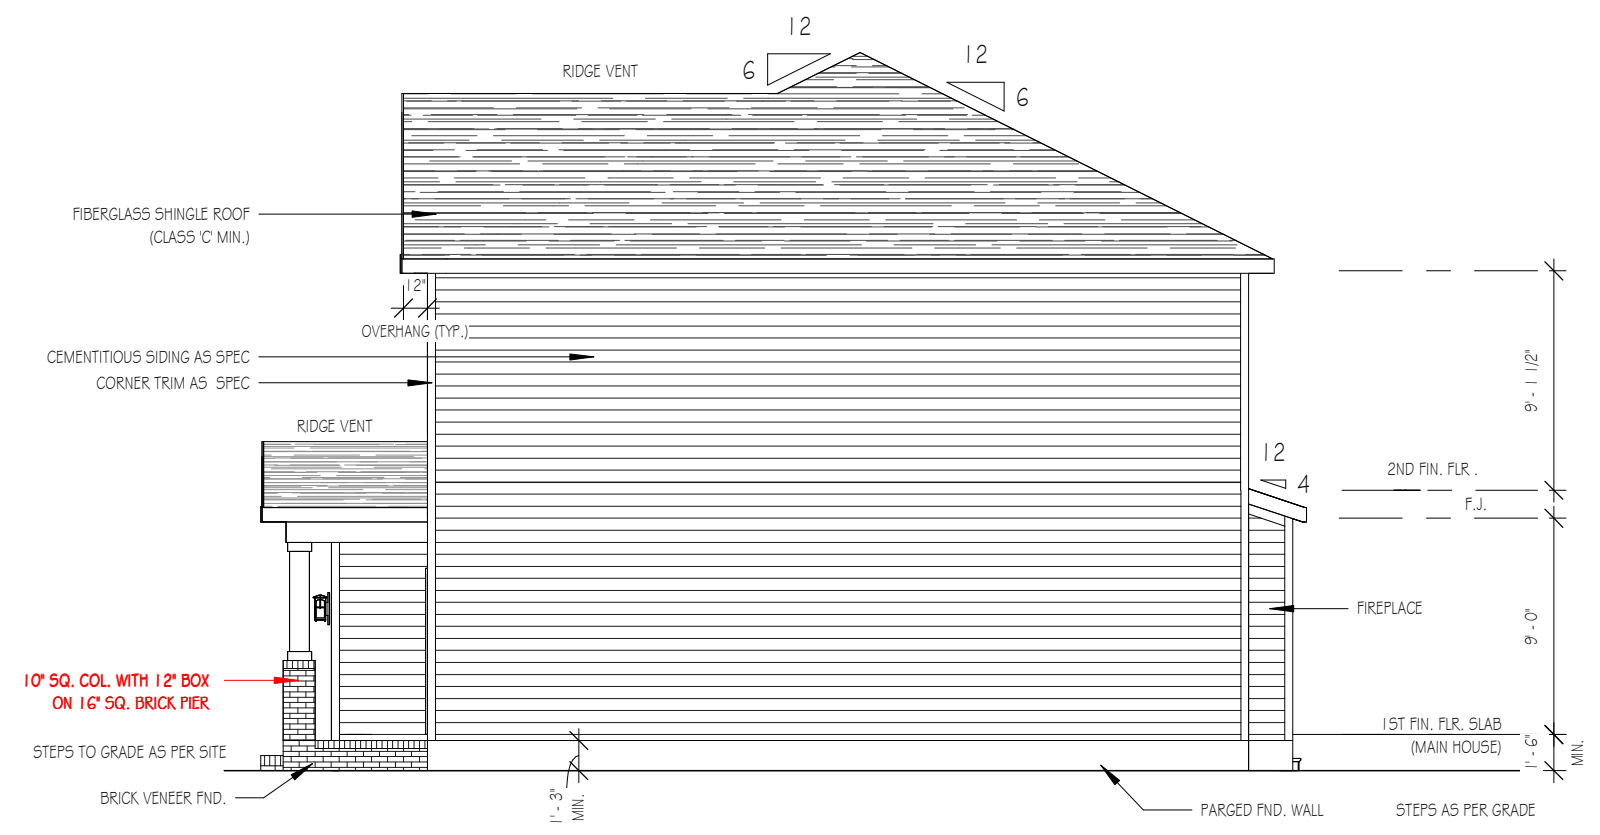 12
12
RIDGE VENT
6
6
FIBERGLASS SHINGLE ROOF
(CLASS 'C' MIN.)
12"
OVERHANG (TYP.)
CEMENTITIOUS SIDING AS SPEC
CORNER TRIM AS SPEC
9' - 1 1/2"
RIDGE VENT
12
4
2ND FIN. FLR .
F.J.
FIREPLACE
9' - 0"
10" SQ. COL. WITH 12" BOX
ON 16" SQ. BRICK PIER
1ST FIN. FLR. SLAB
(MAIN HOUSE)
1' - 6"
MIN.
STEPS TO GRADE AS PER SITE
BRICK VENEER FND.
1' - 3"
MIN.
PARGED FND. WALL
STEPS AS PER GRADE